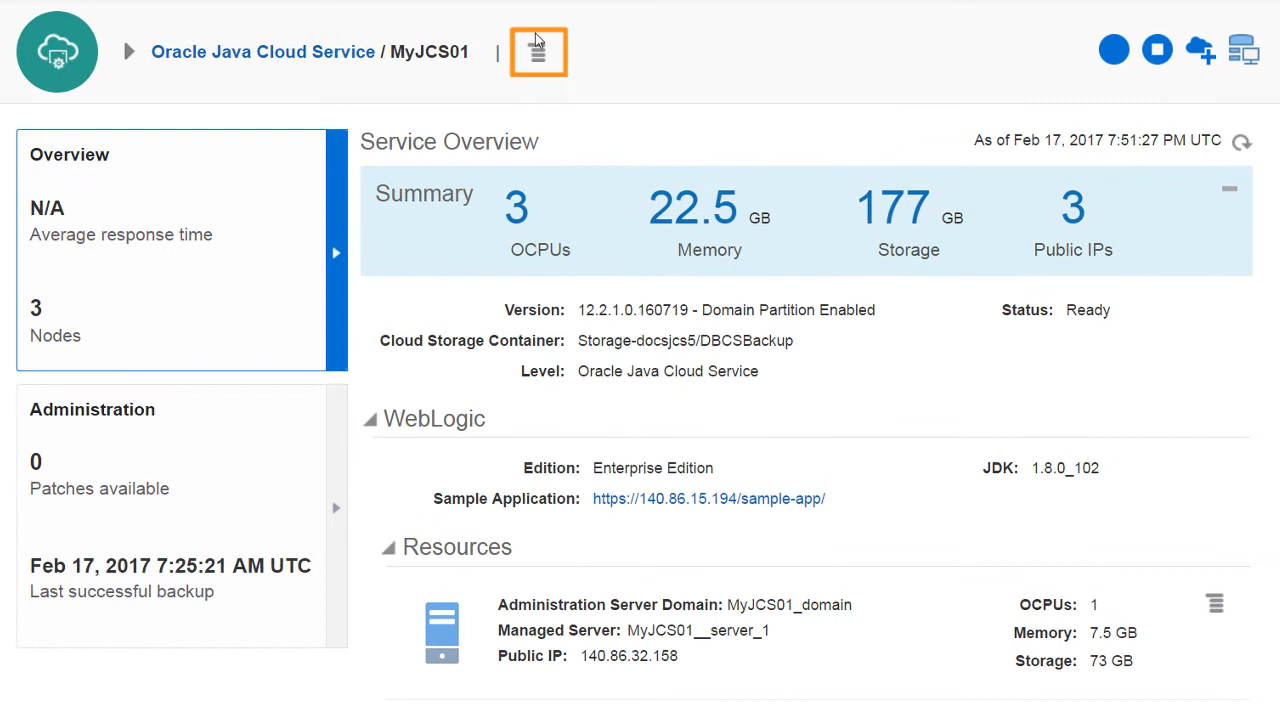 Oracle Java Cloud Service / MyJCS01 |
Overview
N/A
Average response time
3
Nodes
Administration
0
Patches available
Feb 17, 2017 7:25:21 AM UTC
Last successful backup
Service Overview
As of Feb 17, 2017 7:51:27 PM UTC
Summary
3 22.5 GB 177 GB 3
OCPUs Memory Storage Public IPs
Version: 12.2.1.0.160719 - Domain Partition Enabled Status: Ready
Cloud Storage Container: Storage-docsjcs5/DBCSBackup
Level: Oracle Java Cloud Service
WebLogic
Edition: Enterprise Edition JDK: 1.8.0_102
Sample Application: https://140.86.15.194/sample-app/
Resources
Administration Server Domain: MyJCS01_domain OCPUs: 1
Managed Server: MyJCS01__server_1 Memory: 7.5 GB
Public IP: 140.86.32.158 Storage: 73 GB